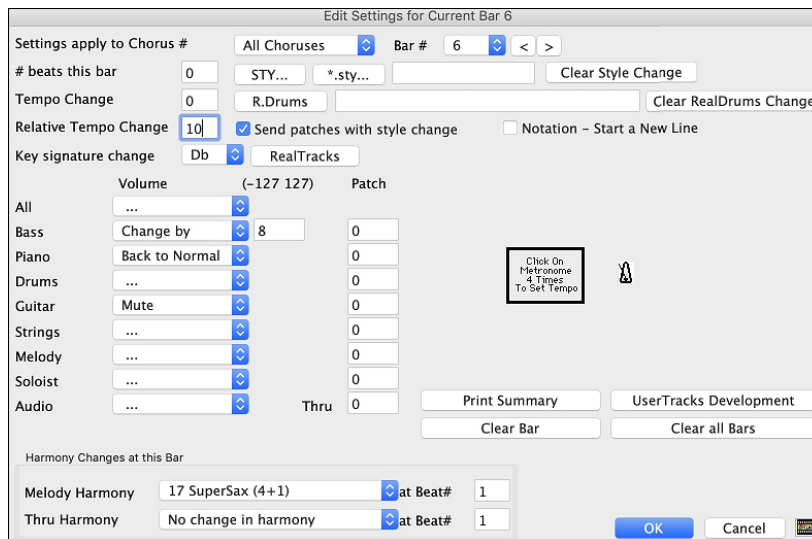 Edit Settings for Current Bar 6
Settings apply to Chorus # All Choruses Bar # 6 < >
# beats this bar 0 STY... *.sty... Clear Style Change
Tempo Change 0 R.Drums Clear RealDrums Change
Relative Tempo Change 10 Send patches with style change Notation - Start a New Line
Key signature change Db RealTracks
Volume (-127 127) Patch
All ...
Bass Change by 8 0
Piano Back to Normal 0
Drums ... 0
Guitar Mute 0
Strings ... 0
Melody ... 0
Soloist ... 0
Audio ... Thru 0
Click On
Metronome
4 Times
To Set Tempo
Print Summary UserTracks Development
Clear Bar Clear all Bars
Harmony Changes at this Bar
Melody Harmony 17 SuperSax (4+1) at Beat# 1
Thru Harmony No change in harmony at Beat# 1
OK Cancel